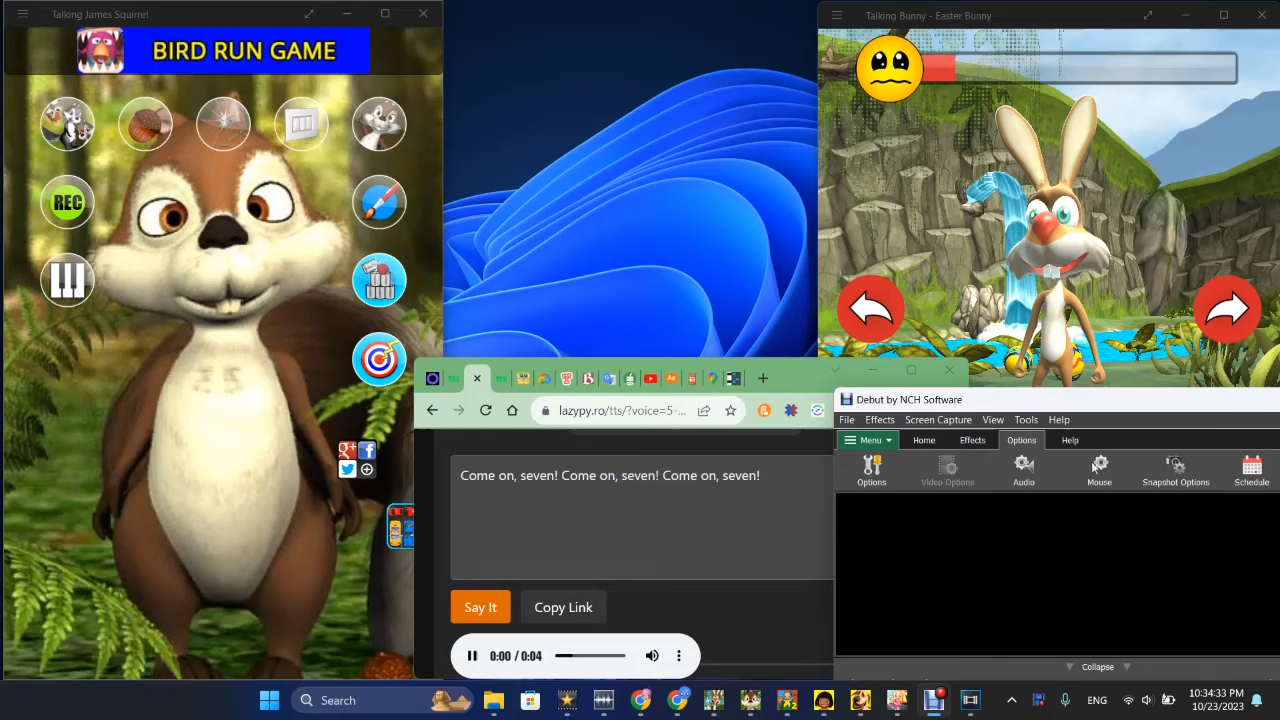 Talking James Squirrel
BIRD RUN GAME
REC
Talking Bunny - Easter Bunny
lazypy.ro/tts/?voice=5-...
Come on, seven! Come on, seven! Come on, seven!
Say It
Copy Link
0:00 / 0:04
Debut by NCH Software
File Effects Screen Capture View Tools Help
Menu Home Effects Options Help
Options Video Options Audio Mouse Snapshot Options Schedule
Collapse
Search
ENG
10:34:33 PM
10/23/2023